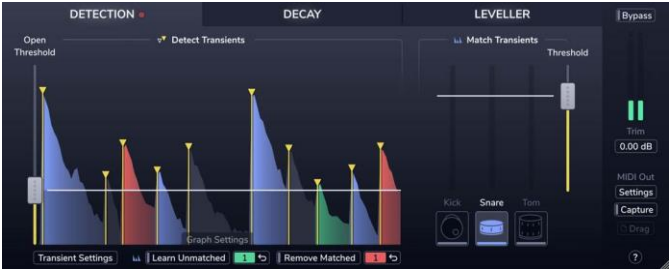 DETECTION
DECAY
LEVELLER
Bypass
Open
Threshold
Detect Transients
Match Transients
Threshold
Trim
0.00 dB
MIDI Out
Settings
Capture
Drag
Kick
Snare
Tom
Graph Settings
Transient Settings
Learn Unmatched
1
Remove Matched
1
?